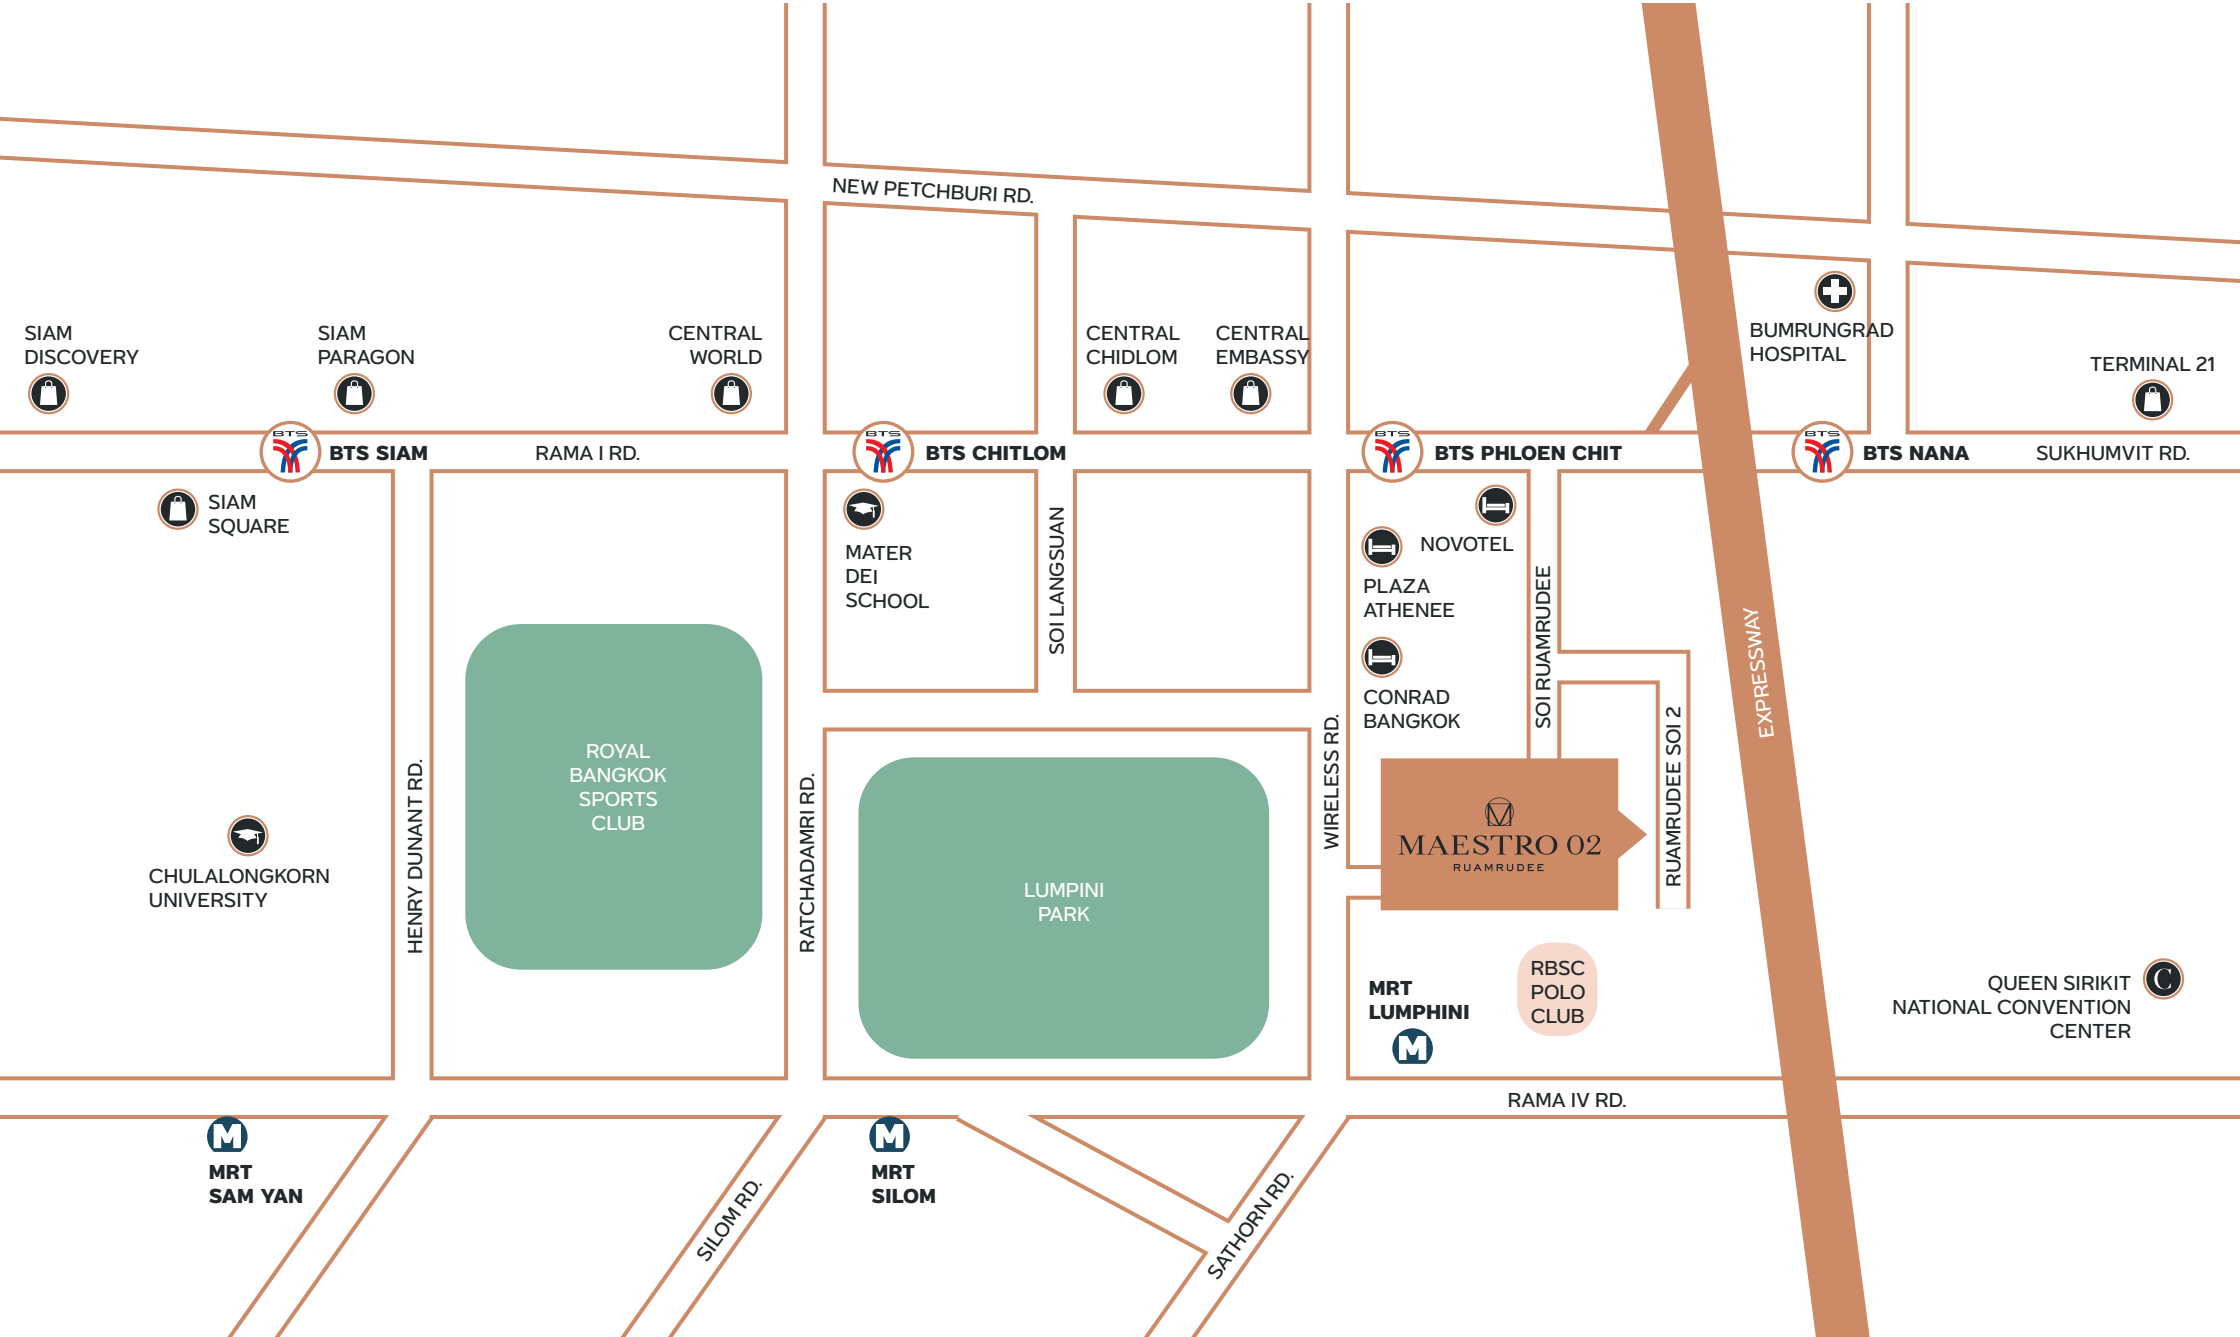 NEW PETCHBURI RD.
SIAM
DISCOVERY
SIAM
PARAGON
CENTRAL
WORLD
CENTRAL
CHIDLOM
CENTRAL
EMBASSY
BUMRUNGRAD
HOSPITAL
TERMINAL 21
BTS
BTS SIAM
RAMA I RD.
BTS
BTS CHITLOM
BTS
BTS PHLOEN CHIT
BTS
BTS NANA
SUKHUMVIT RD.
SIAM
SQUARE
MATER
DEI
SCHOOL
SOI LANGSUAN
NOVOTEL
PLAZA
ATHENEE
CONRAD
BANGKOK
SOI RUAMRUDEE
EXPRESSWAY
ROYAL
BANGKOK
SPORTS
CLUB
HENRY DUNANT RD.
RATCHADAMRI RD.
WIRELESS RD.
RUAMRUDEE SOI 2
M
MAESTRO 02
RUAMRUDEE
CHULALONGKORN
UNIVERSITY
LUMPINI
PARK
RBSC
POLO
CLUB
MRT
LUMPHINI
M
QUEEN SIRIKIT
NATIONAL CONVENTION
CENTER
C
RAMA IV RD.
M
MRT
SAM YAN
SILOM RD.
M
MRT
SILOM
SATHORN RD.